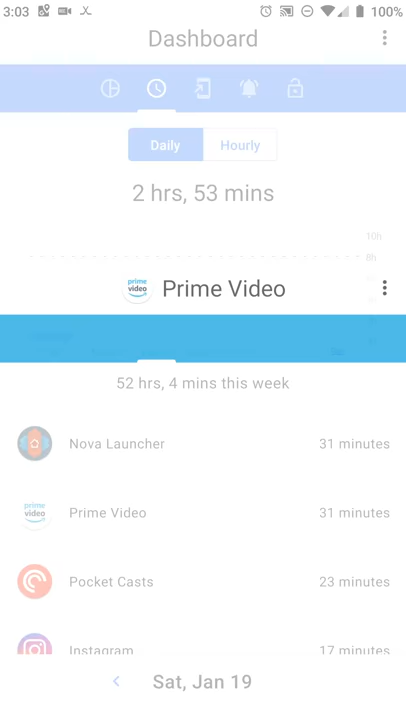 3:03
100%
Dashboard
Daily
Hourly
2 hrs, 53 mins
10h
8h
prime video
Prime Video
52 hrs, 4 mins this week
Nova Launcher
31 minutes
prime video
Prime Video
31 minutes
Pocket Casts
23 minutes
Instagram
17 minutes
Sat, Jan 19